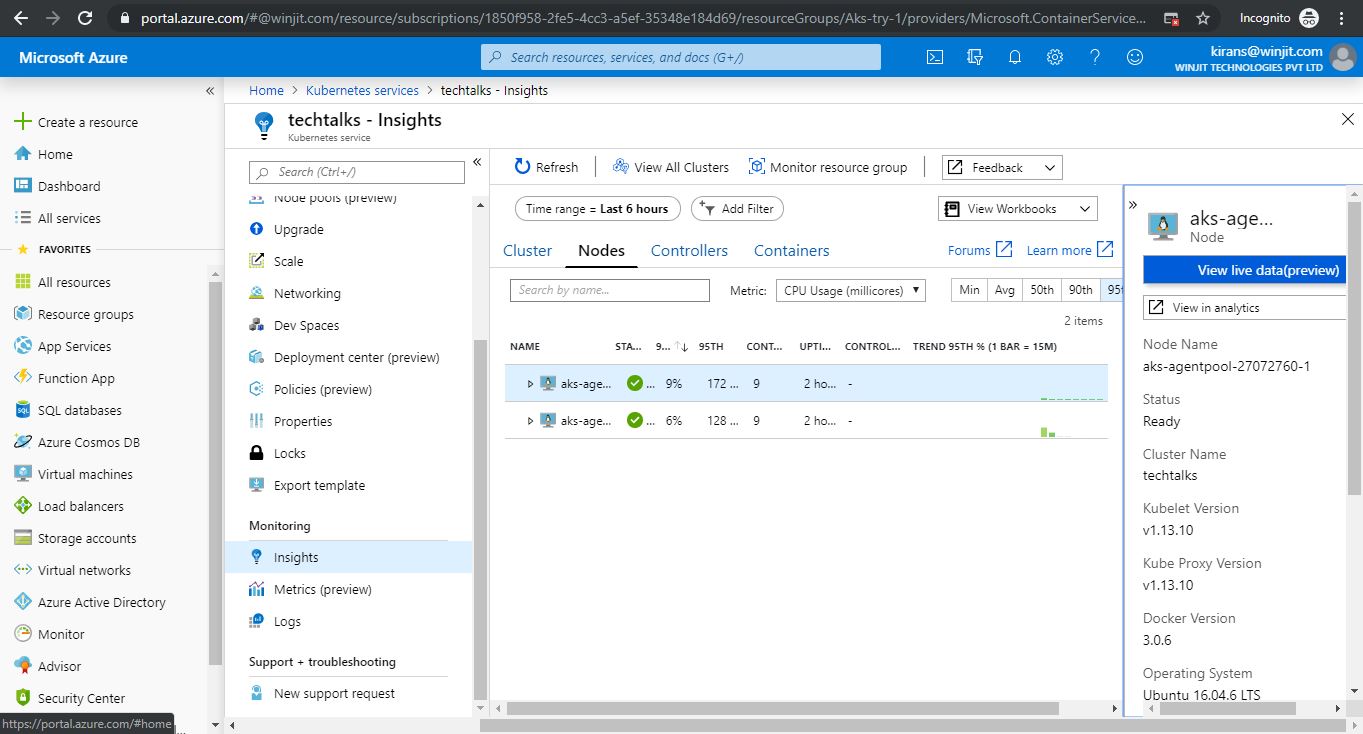 portal.azure.com/#@winjit.com/resource/subscriptions/1850f958-2fe5-4cc3-a5ef-35348e184d69/resourceGroups/Aks-try-1/providers/Microsoft.ContainerService...
Incognito
Microsoft Azure
Search resources, services, and docs (G+/)
kirans@winjit.com
WINJIT TECHNOLOGIES PVT LTD
Create a resource
Home
Dashboard
All services
FAVORITES
All resources
Resource groups
App Services
Function App
SQL databases
Azure Cosmos DB
Virtual machines
Load balancers
Storage accounts
Virtual networks
Azure Active Directory
Monitor
Advisor
Security Center
https://portal.azure.com/#home
Home > Kubernetes services > techtalks - Insights
techtalks - Insights
Kubernetes service
Search (Ctrl+/)
Node pools (preview)
Upgrade
Scale
Networking
Dev Spaces
Deployment center (preview)
Policies (preview)
Properties
Locks
Export template
Monitoring
Insights
Metrics (preview)
Logs
Support + troubleshooting
New support request
Refresh View All Clusters Monitor resource group Feedback
Time range = Last 6 hours Add Filter View Workbooks
Cluster Nodes Controllers Containers Forums Learn more
Search by name... Metric: CPU Usage (millicores) Min Avg 50th 90th 95t
2 items
NAME STA... 9... 95TH CONT... UPTI... CONTROL... TREND 95TH % (1 BAR = 15M)
aks-age... ... 9% 172 ... 9 2 ho... -
aks-age... ... 6% 128 ... 9 2 ho... -
aks-age...
Node
View live data(preview)
View in analytics
Node Name
aks-agentpool-27072760-1
Status
Ready
Cluster Name
techtalks
Kubelet Version
v1.13.10
Kube Proxy Version
v1.13.10
Docker Version
3.0.6
Operating System
Ubuntu 16.04.6 LTS